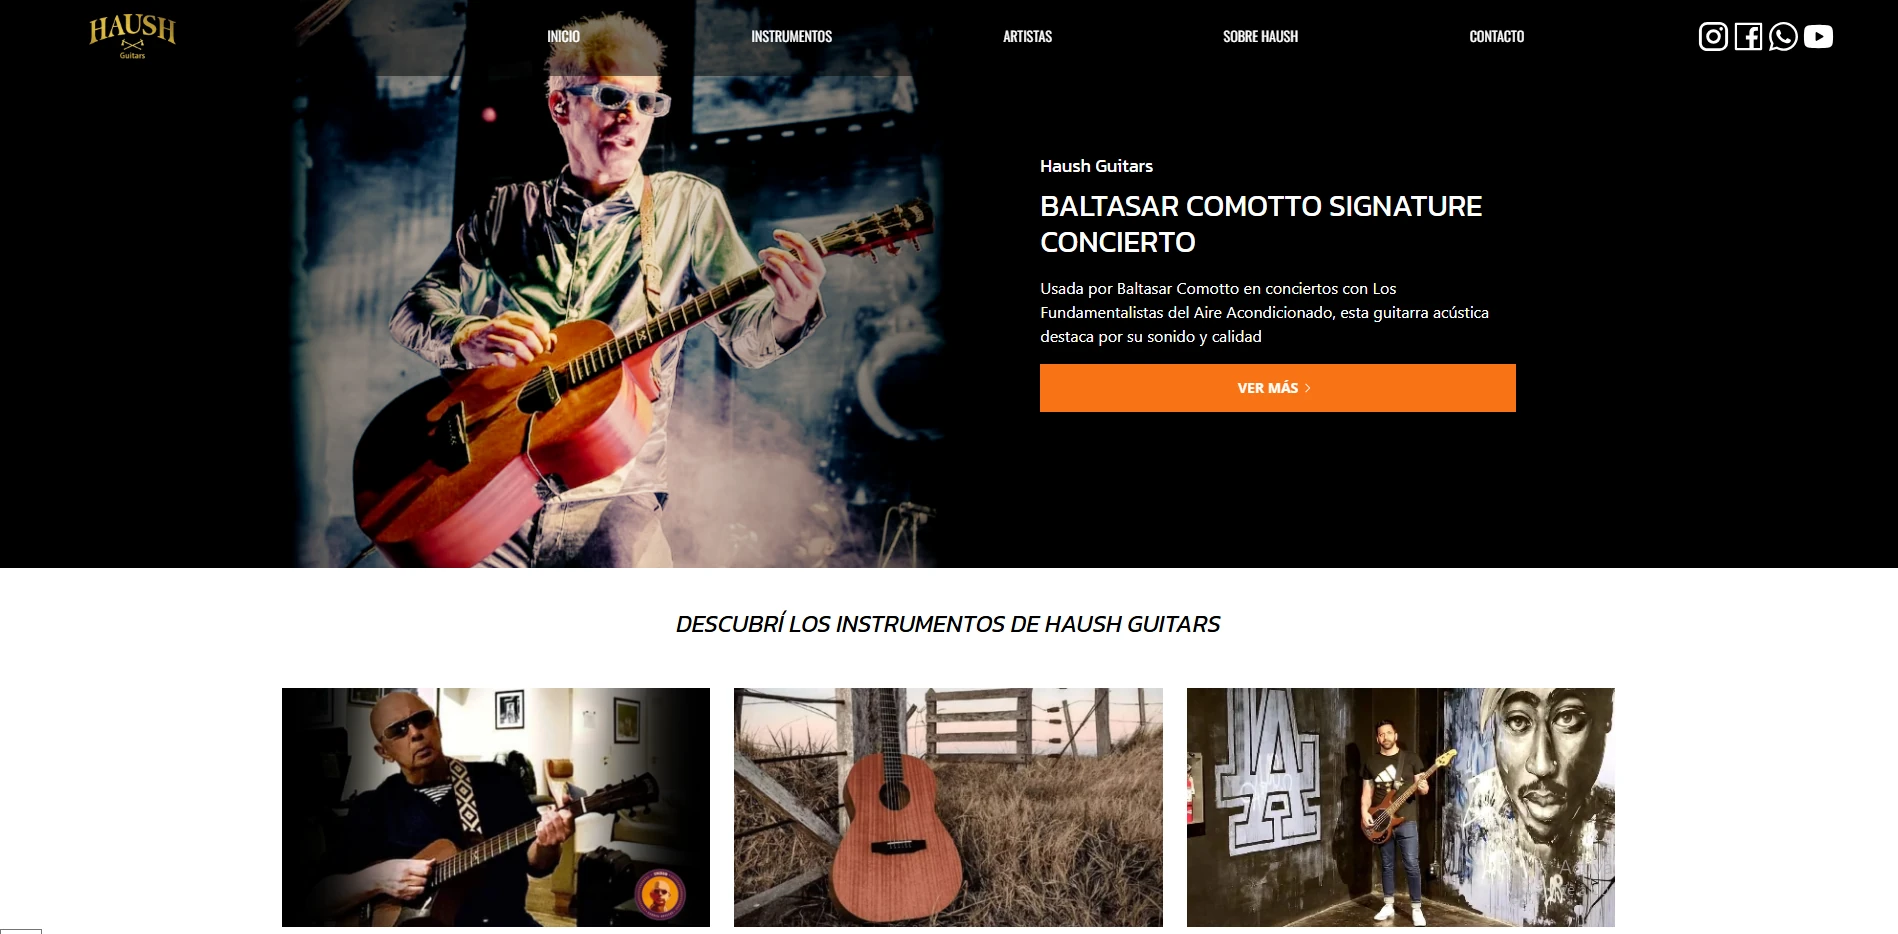 HAUSH
Guitars
INICIO
INSTRUMENTOS
ARTISTAS
SOBRE HAUSH
CONTACTO
Haush Guitars
BALTASAR COMOTTO SIGNATURE
CONCIERTO
Usada por Baltasar Comotto en conciertos con Los
Fundamentalistas del Aire Acondicionado, esta guitarra acústica
destaca por su sonido y calidad
VER MÁS >
DESCUBRÍ LOS INSTRUMENTOS DE HAUSH GUITARS
LA